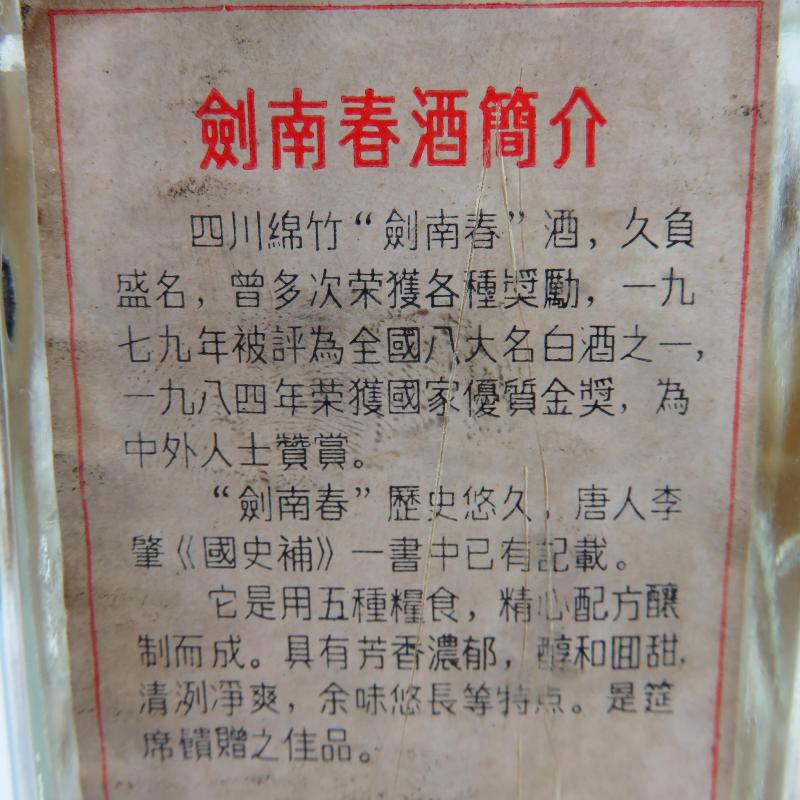 劍南春酒簡介
四川綿竹“劍南春”酒，久負
盛名，曾多次荣獲各種獎勵，一九
七九年被評為全國八大名白酒之一，
一九八四年荣獲國家優質金獎，為
中外人士贊賞。
“劍南春”歷史悠久，唐人李
肇《國史補》一書中已有記載。
它是用五種糧食，精心配方釀
制而成。具有芳香濃郁，醇和回甜，
清洌淨爽，余味悠長等特点。是筵
席饋贈之佳品。